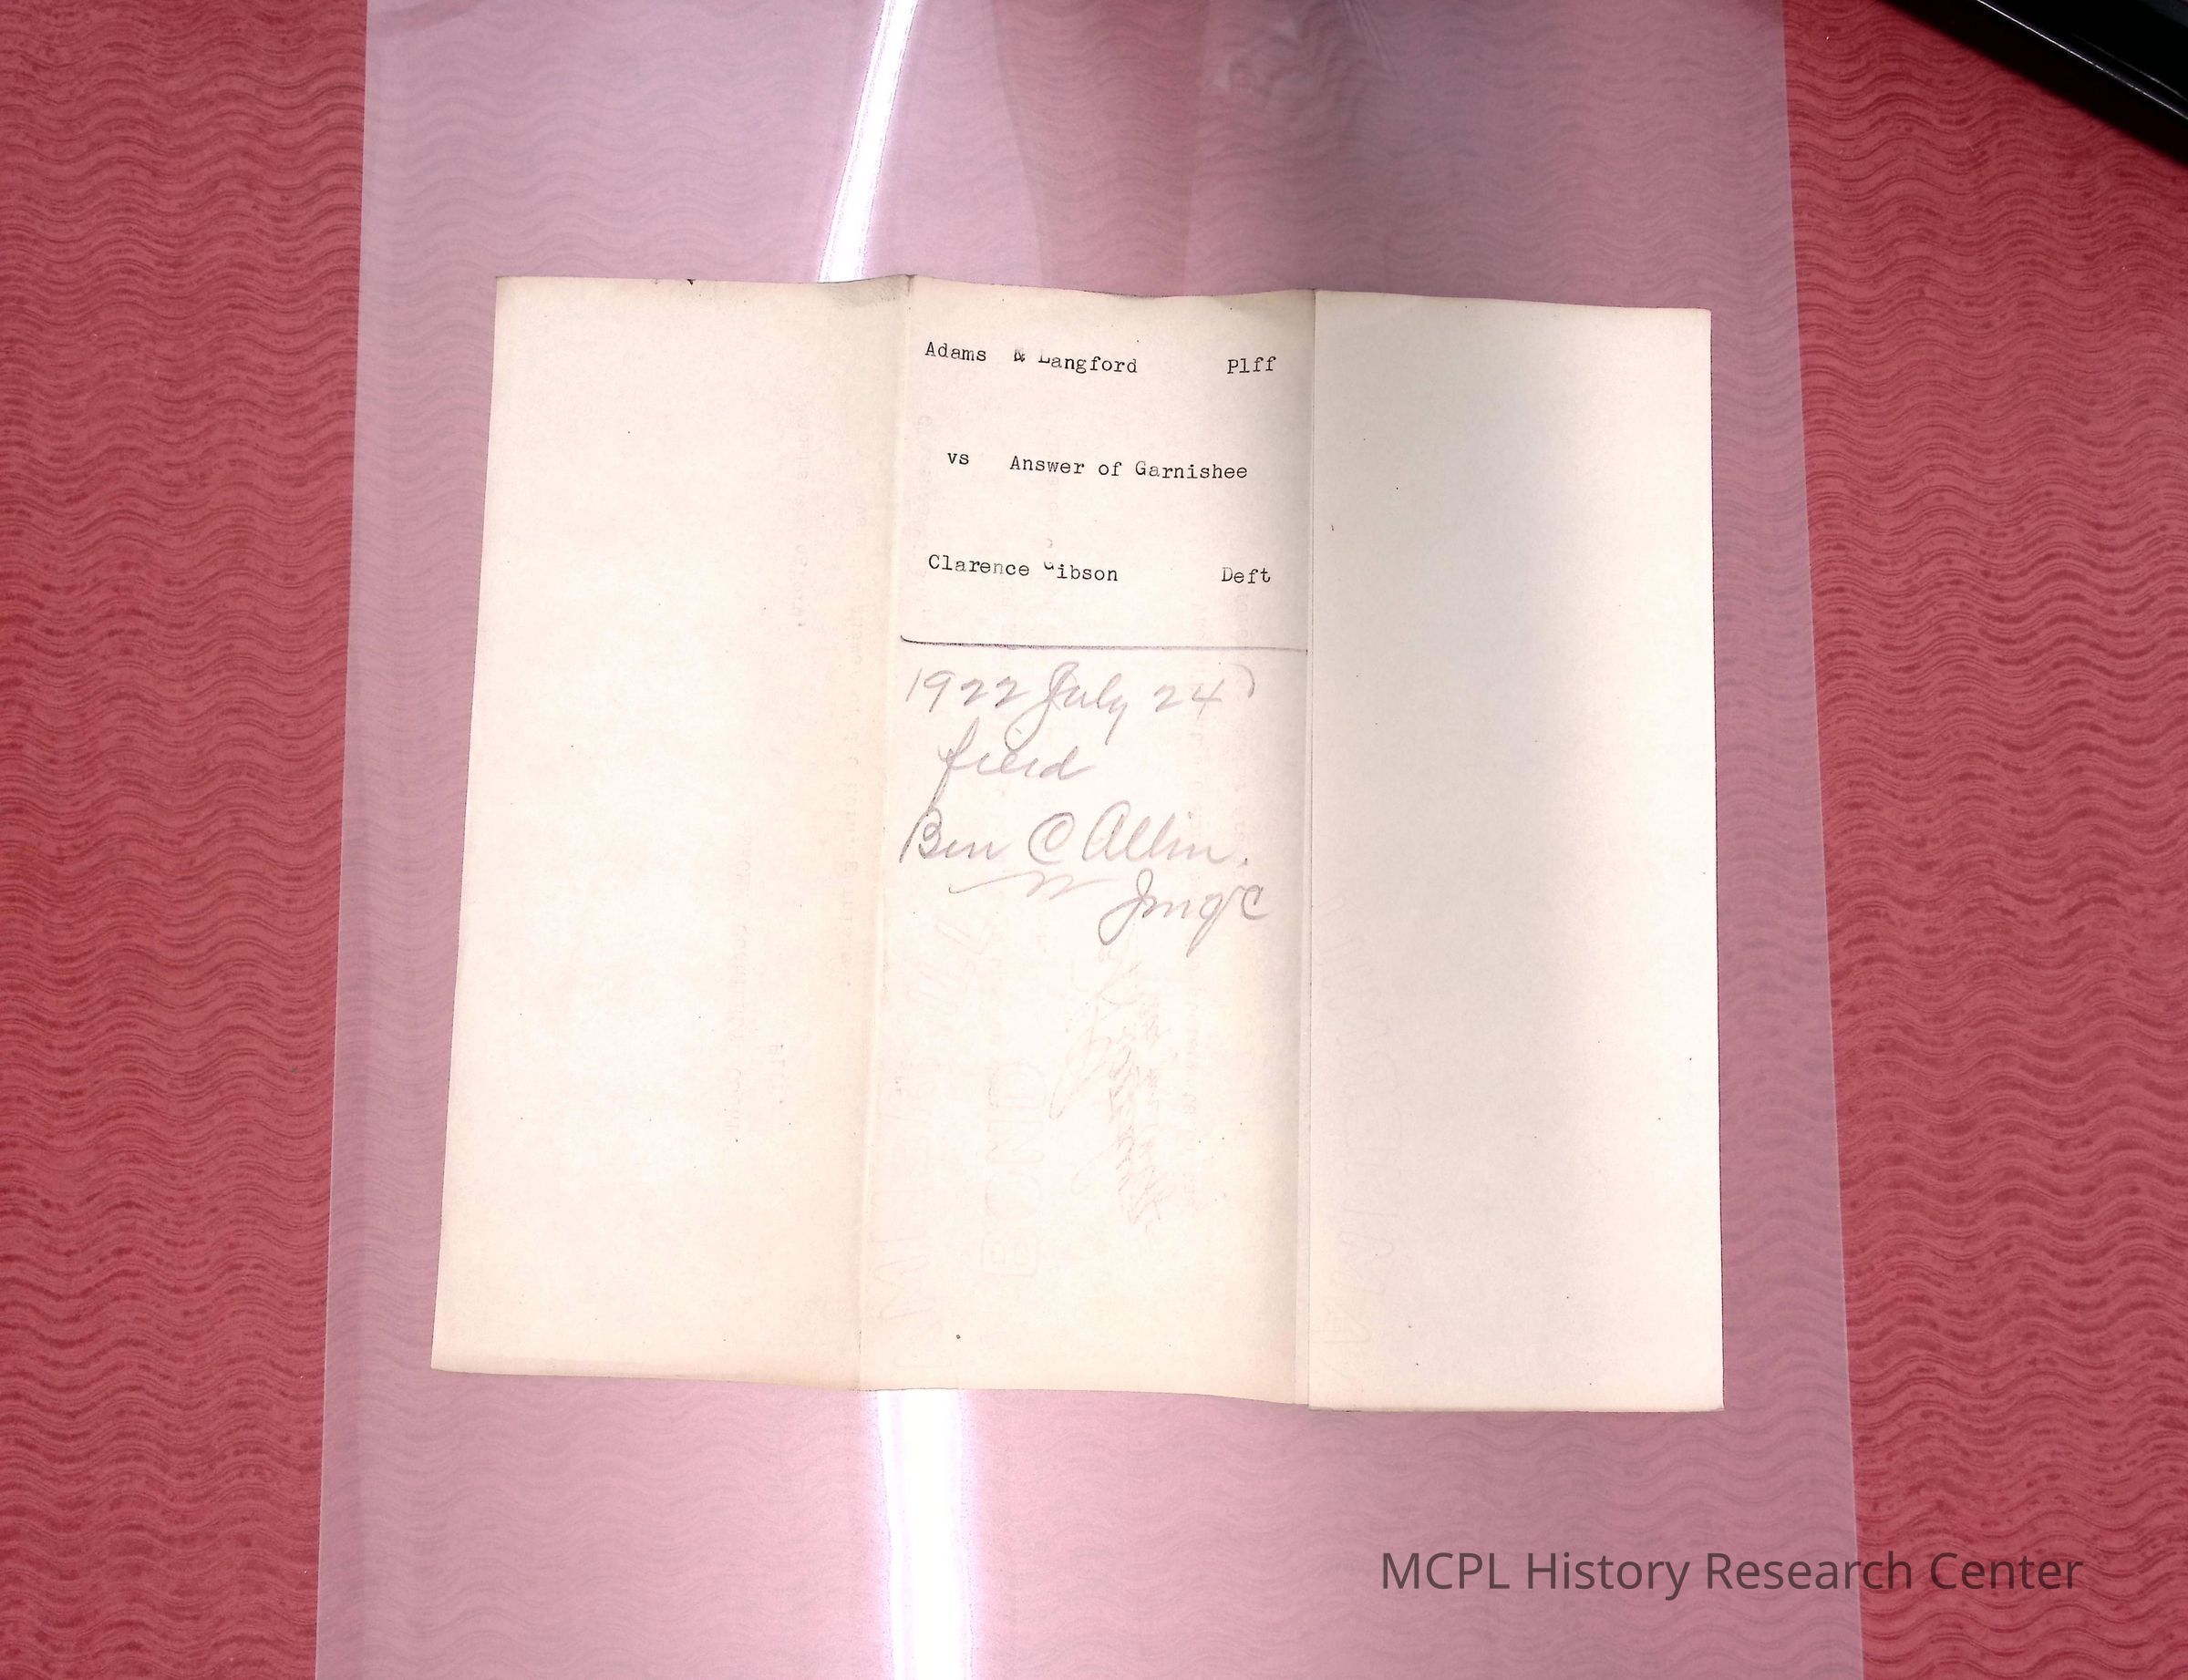 Adams & Langford Plff
vs Answer of Garnishee
Clarence Gibson Deft
1922 July 24
filed
Ben C Allin.
BOND
MCPL History Research Center